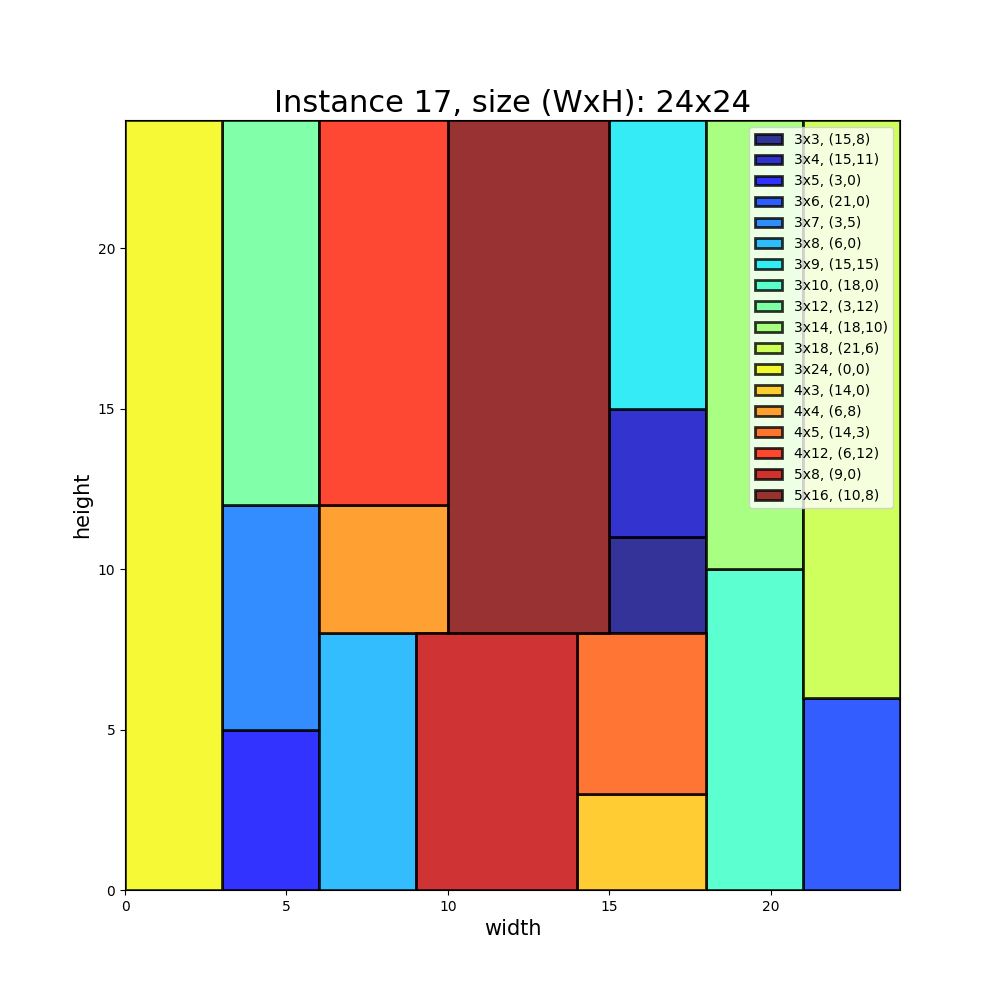 Instance 17, size (WxH): 24x24
3x3, (15,8)
3x4, (15,11)
3x5, (3,0)
3x6, (21,0)
3x7, (3,5)
3x8, (6,0)
3x9, (15,15)
3x10, (18,0)
3x12, (3,12)
3x14, (18,10)
3x18, (21,6)
3x24, (0,0)
4x3, (14,0)
4x4, (6,8)
4x5, (14,3)
4x12, (6,12)
5x8, (9,0)
5x16, (10,8)
20
15
10
5
0
height
0 5 10 15 20
width